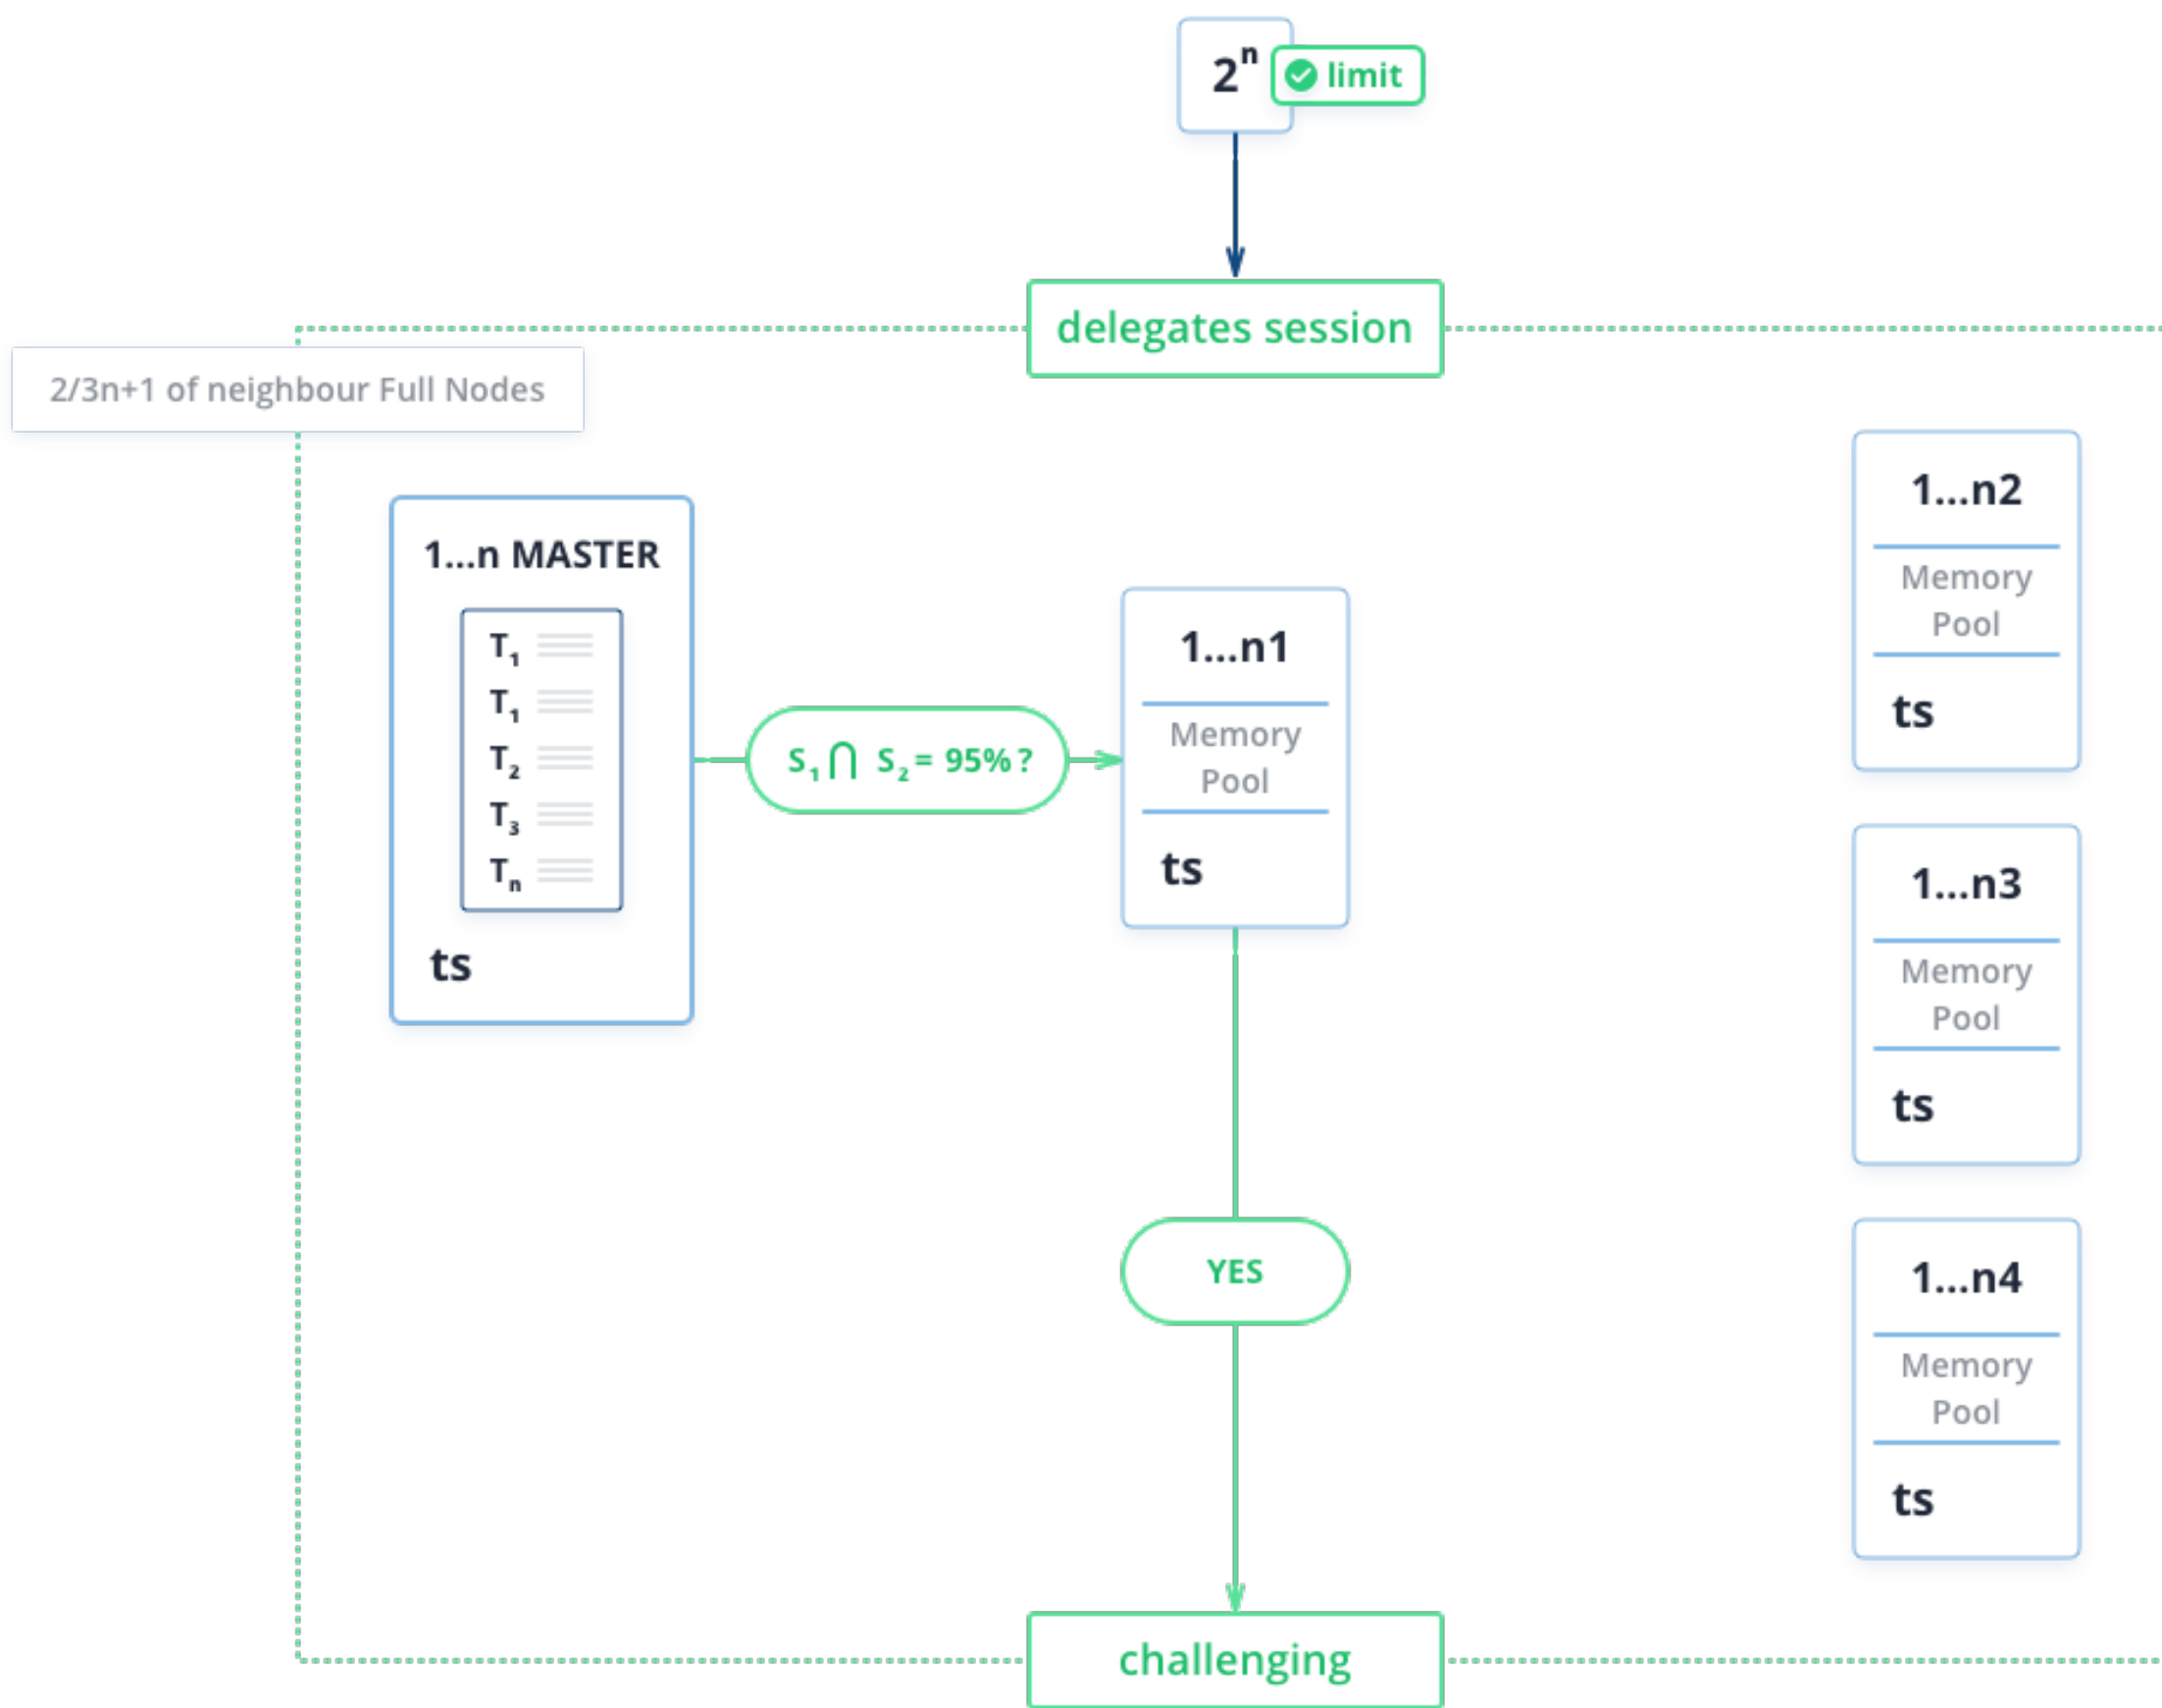 2ⁿ
limit
delegates session
2/3n+1 of neighbour Full Nodes
1...n MASTER
T₁
T₁
T₂
T₃
Tₙ
ts
S₁ ⋂ S₂ = 95% ?
1...n1
Memory
Pool
ts
YES
1...n2
Memory
Pool
ts
1...n3
Memory
Pool
ts
1...n4
Memory
Pool
ts
challenging